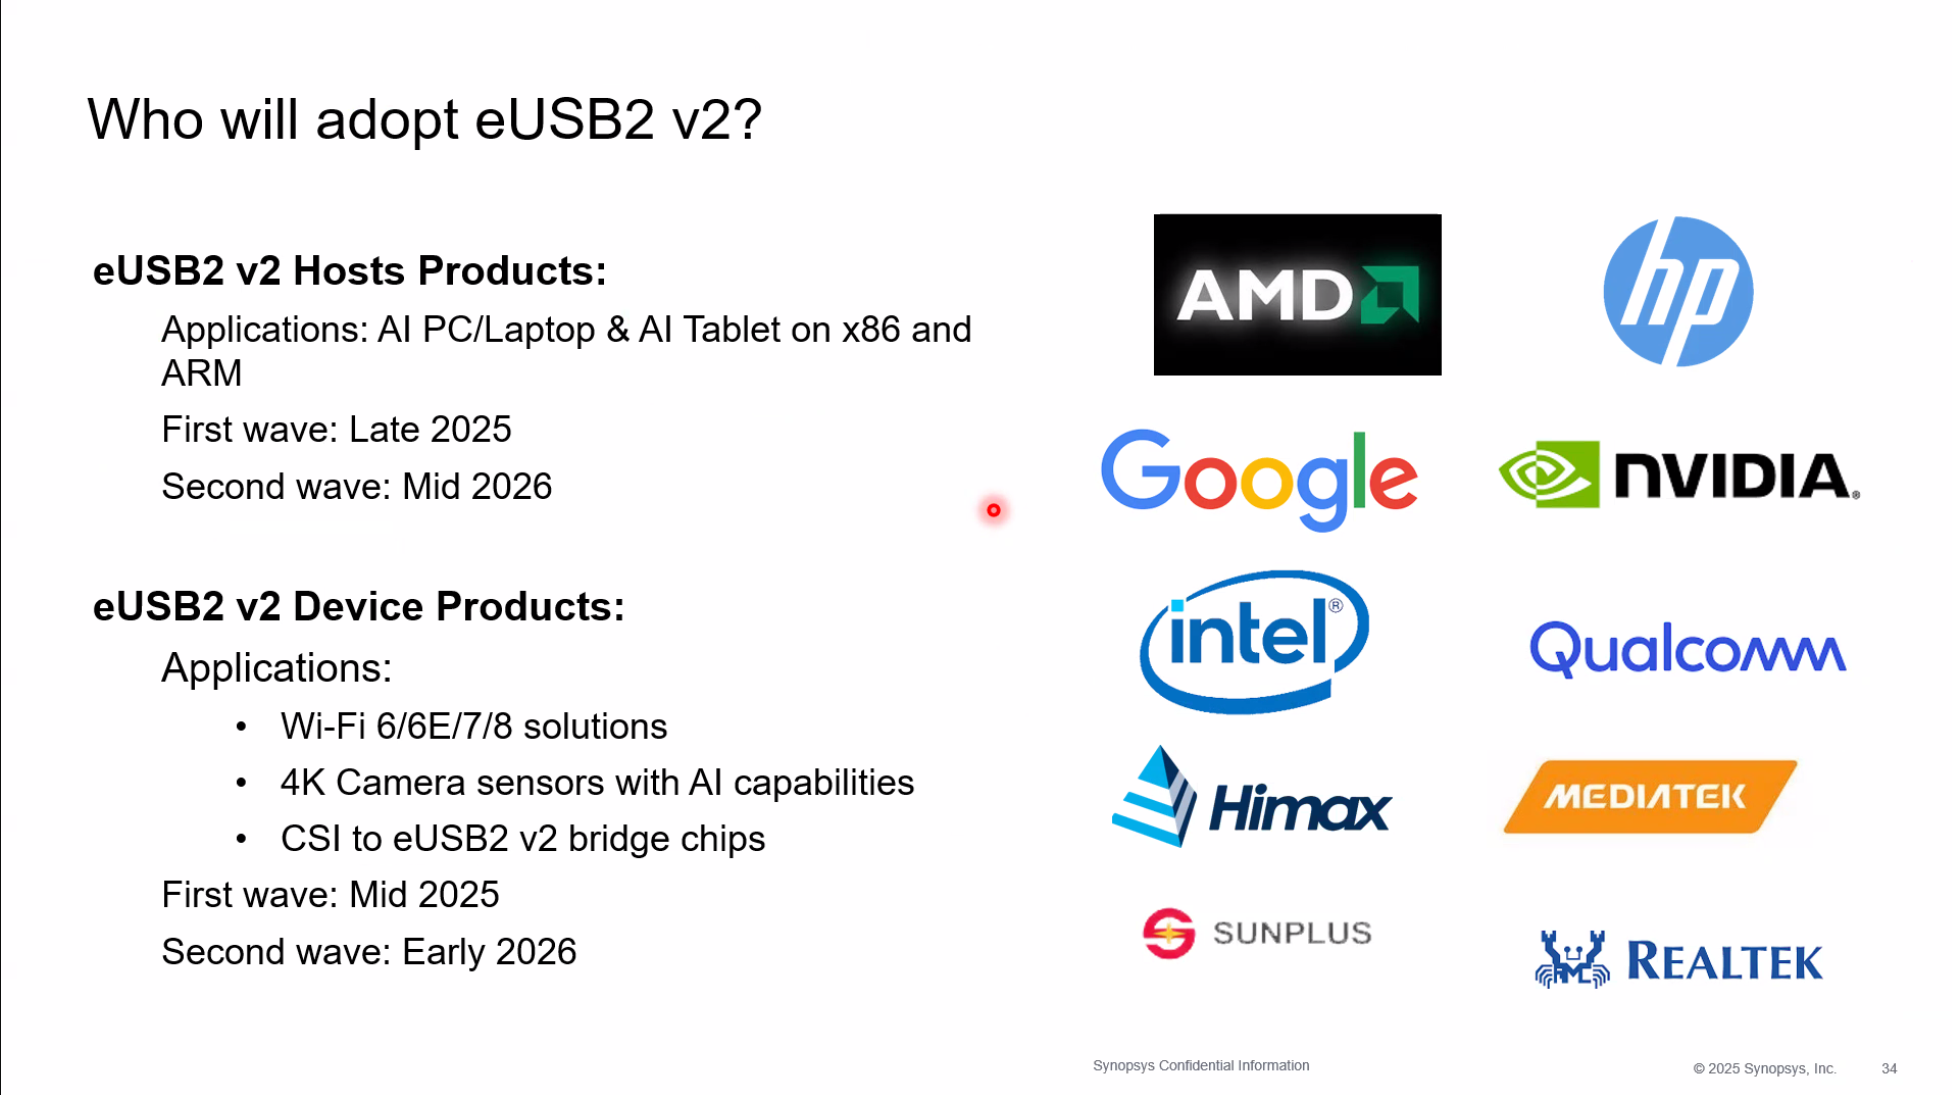 Who will adopt eUSB2 v2?
eUSB2 v2 Hosts Products:
Applications: AI PC/Laptop & AI Tablet on x86 and
ARM
First wave: Late 2025
Second wave: Mid 2026
eUSB2 v2 Device Products:
Applications:
• Wi-Fi 6/6E/7/8 solutions
• 4K Camera sensors with AI capabilities
• CSI to eUSB2 v2 bridge chips
First wave: Mid 2025
Second wave: Early 2026
AMD
hp
Google
NVIDIA®
intel®
Qualcomm
Himax
MEDIATEK
SUNPLUS
REALTEK
Synopsys Confidential Information
© 2025 Synopsys, Inc.
34